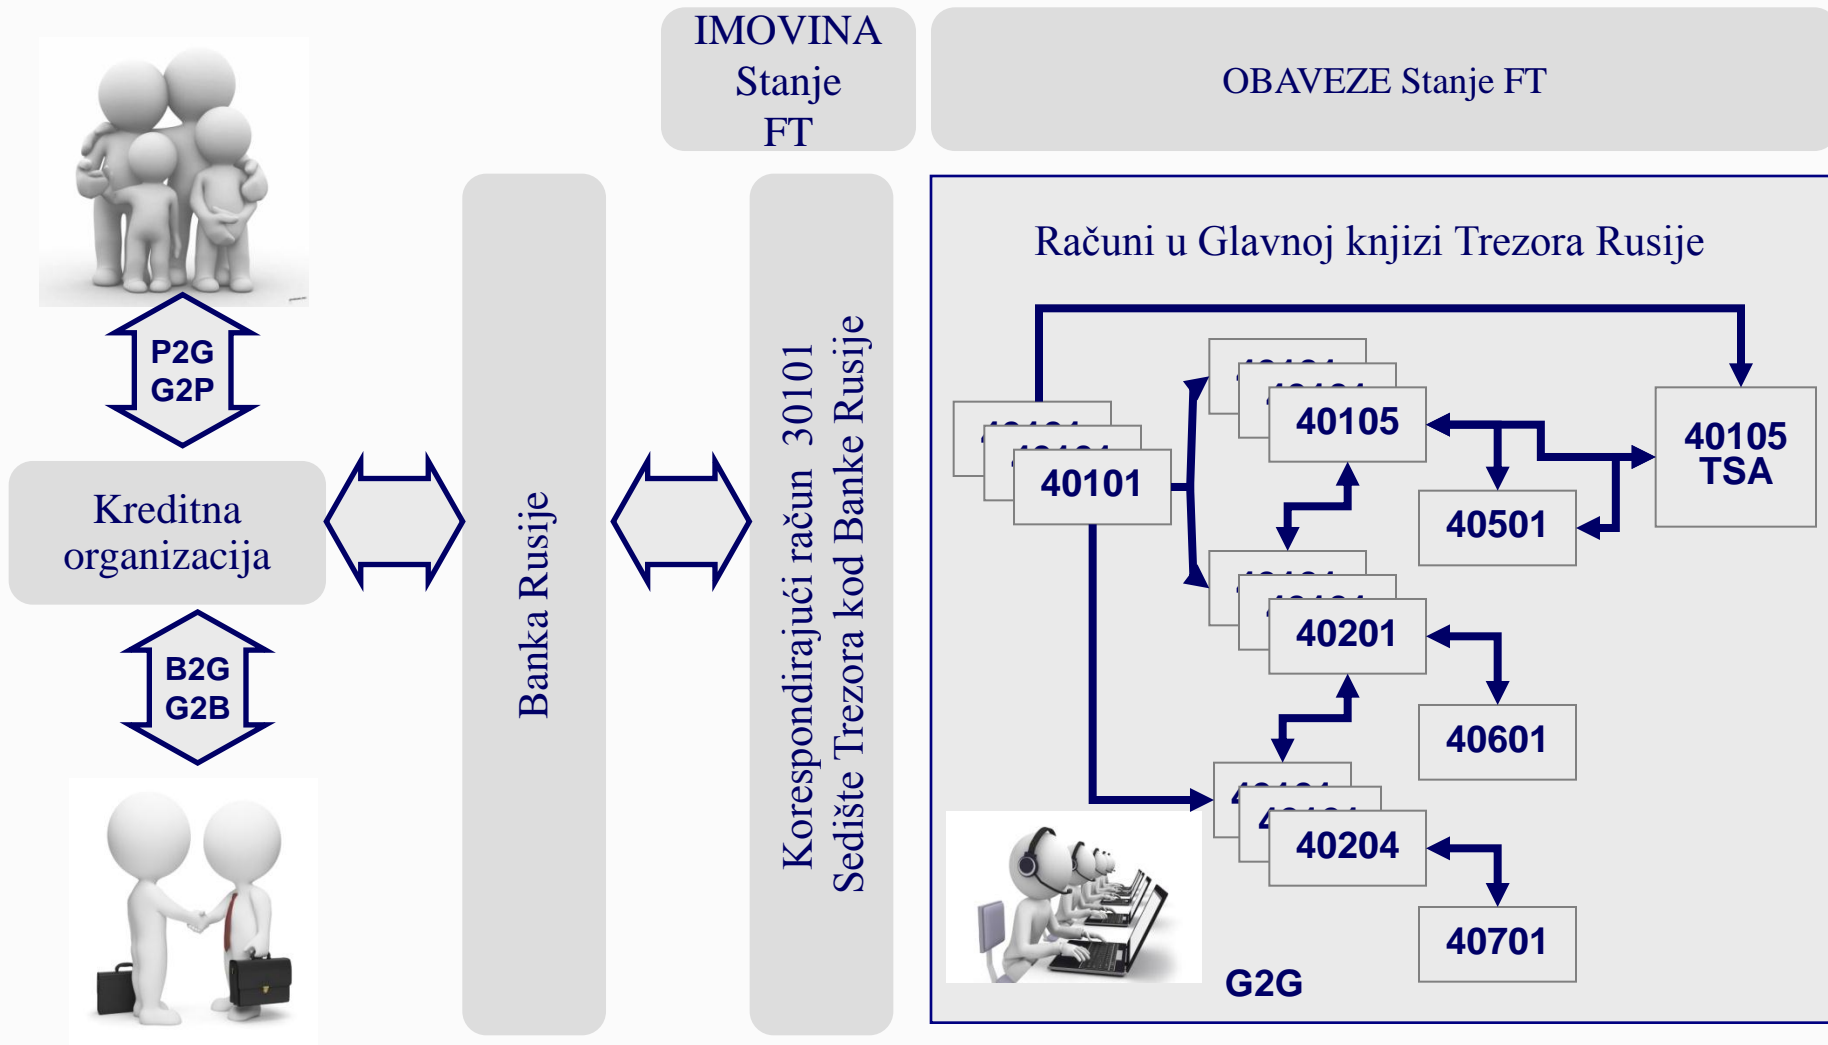 IMOVINA
Stanje
FT
OBAVEZE Stanje FT
P2G
G2P
Kreditna
organizacija
B2G
G2B
Banka Rusije
Korespondirajući račun 30101
Sedište Trezora kod Banke Rusije
Računi u Glavnoj knjizi Trezora Rusije
40101
40105
40105
TSA
40501
40201
40601
40204
40701
G2G